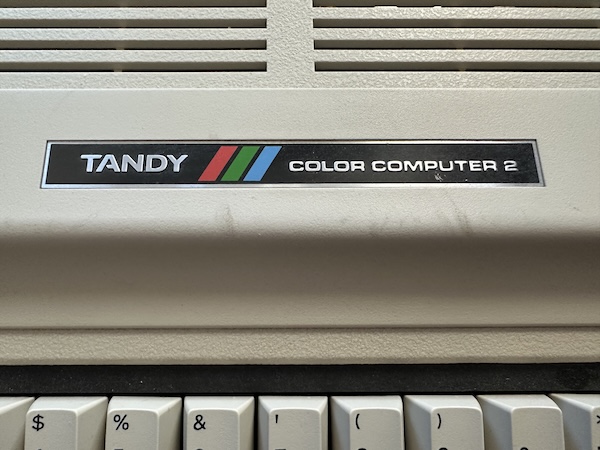 TANDY COLOR COMPUTER 2
$ % & ' ( )